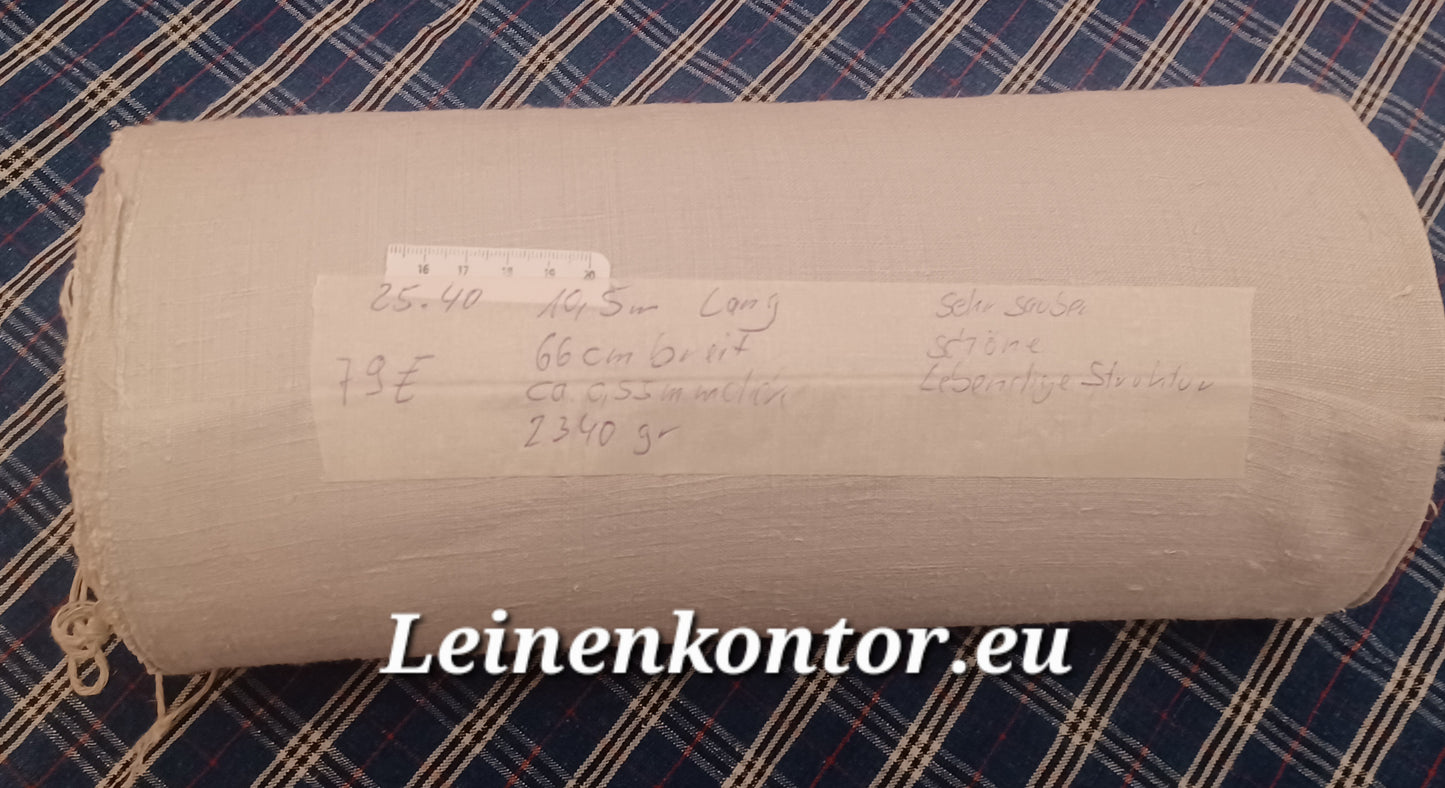 16 17 18 19 20
25.40 10,5m Lang
66cm breit
79€
ca. 0,55mm
2340 gr
sehr sauber
schöne
Lebendige Struktur
Leinenkontor.eu